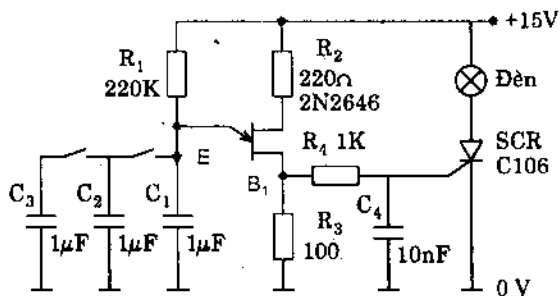 +15V
R₁
220K
R₂
220Ω
2N2646
Đèn
SCR
C106
R₄ 1K
E
B₁
C₃
1μF
C₂
1μF
C₁
1μF
R₃
100
C₄
10nF
0 V